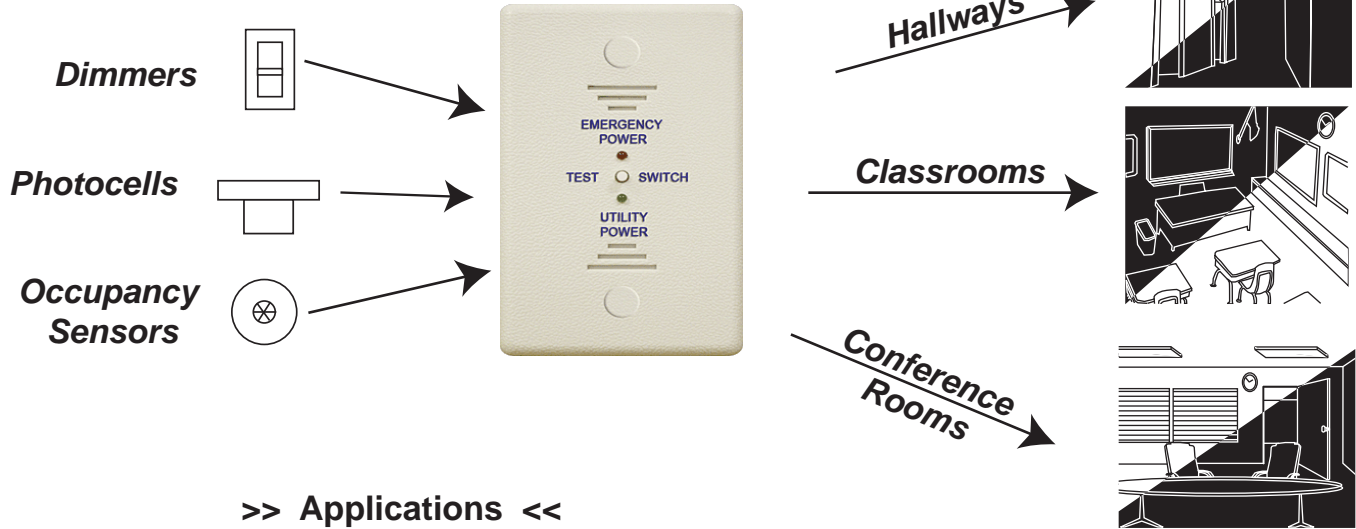 Dimmers
Photocells
Occupancy
Sensors
EMERGENCY
POWER
TEST SWITCH
UTILITY
POWER
Hallways
Classrooms
Conference
Rooms
>> Applications <<